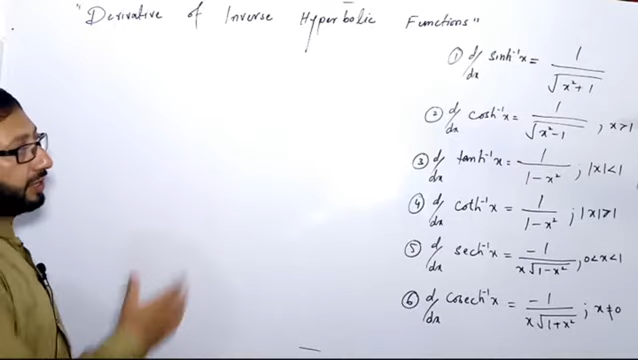 "Derivative of Inverse Hyperbolic Functions"
① d/dx sinh⁻¹x = 1/√(x²+1)
② d/dx cosh⁻¹x = 1/√(x²-1) , x>1
③ d/dx tanh⁻¹x = 1/(1-x²) ; |x|<1
④ d/dx coth⁻¹x = 1/(1-x²) ; |x|>1
⑤ d/dx sech⁻¹x = -1/(x√(1-x²)) , 0<x<1
⑥ d/dx cosech⁻¹x = -1/(x√(1+x²)) ; x≠0